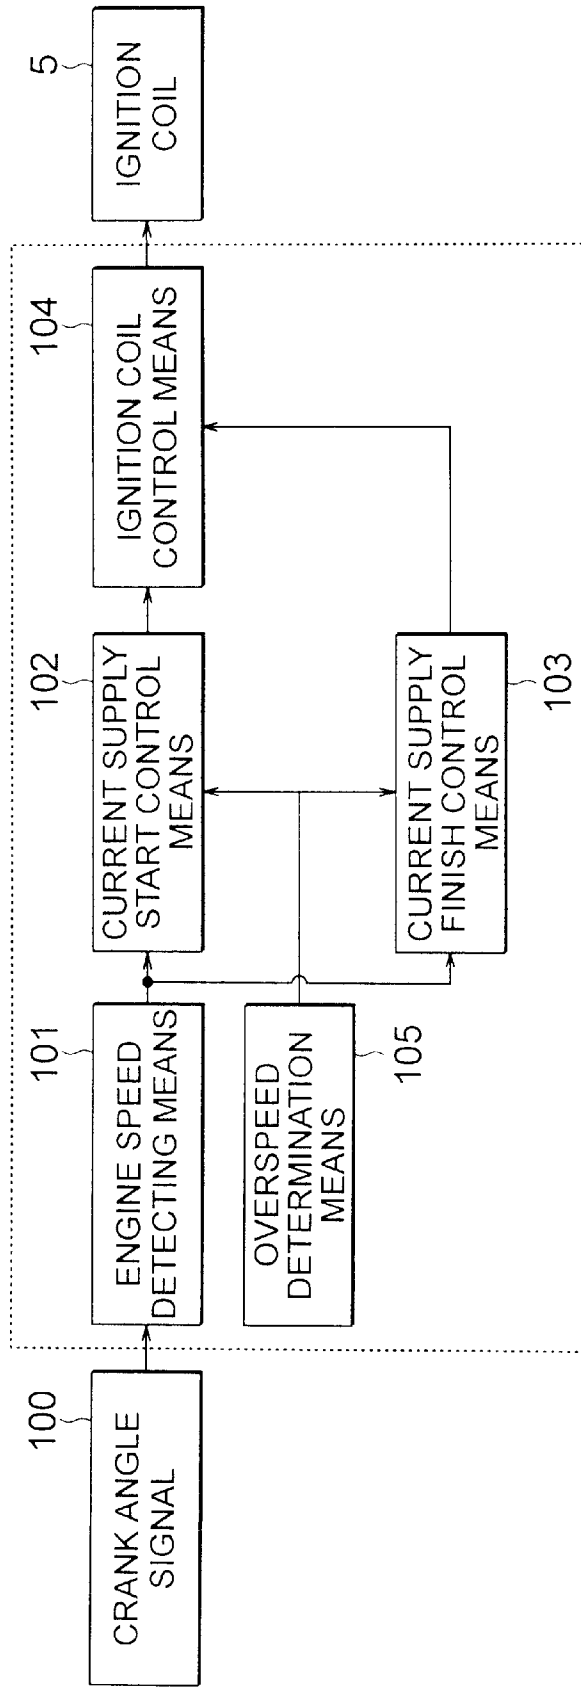 100
CRANK ANGLE
SIGNAL
101
ENGINE SPEED
DETECTING MEANS
102
CURRENT SUPPLY
START CONTROL
MEANS
104
IGNITION COIL
CONTROL MEANS
5
IGNITION
COIL
OVERSPEED
DETERMINATION
MEANS
105
CURRENT SUPPLY
FINISH CONTROL
MEANS
103